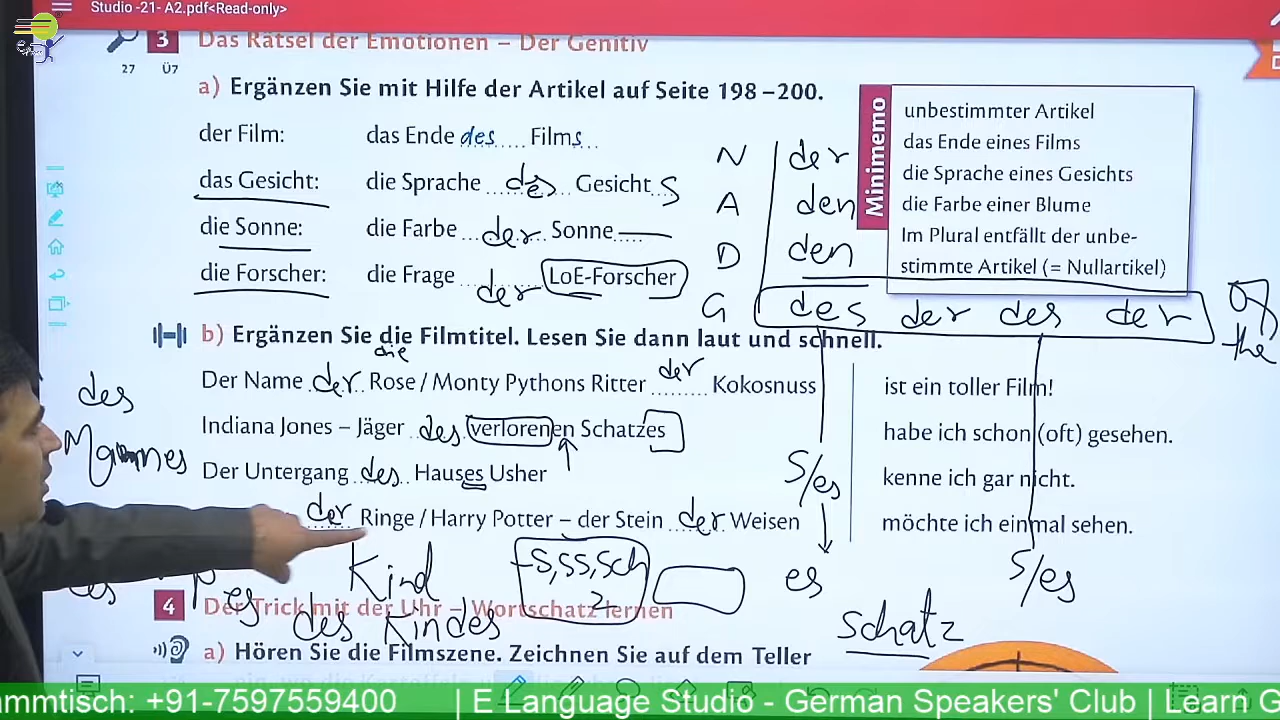 Studio -21- A2.pdf<Read-only>
3 Das Rätsel der Emotionen – Der Genitiv
27 Ü7
a) Ergänzen Sie mit Hilfe der Artikel auf Seite 198–200.
der Film: das Ende des Films
das Gesicht: die Sprache des Gesichts
die Sonne: die Farbe der Sonne
die Forscher: die Frage der LoE-Forscher
N der
A den
D den
G des der des der
of the
Minimemo
unbestimmter Artikel
das Ende eines Films
die Sprache eines Gesichts
die Farbe einer Blume
Im Plural entfällt der unbe-
stimmte Artikel (= Nullartikel)
b) Ergänzen Sie die Filmtitel. Lesen Sie dann laut und schnell.
die
Der Name der Rose / Monty Pythons Ritter der Kokosnuss ist ein toller Film!
Indiana Jones – Jäger des verlorenen Schatzes habe ich schon (oft) gesehen.
Der Untergang des Hauses Usher kenne ich gar nicht.
der Ringe / Harry Potter – der Stein der Weisen möchte ich einmal sehen.
des
Mannes
s/es
es
s/es
es
Kind
des Kindes
-s, ss, sch
z
Schatz
4 Der Trick mit der Uhr – Wortschatz lernen
a) Hören Sie die Filmszene. Zeichnen Sie auf dem Teller
ammtisch: +91-7597559400 | E Language Studio - German Speakers' Club | Learn G